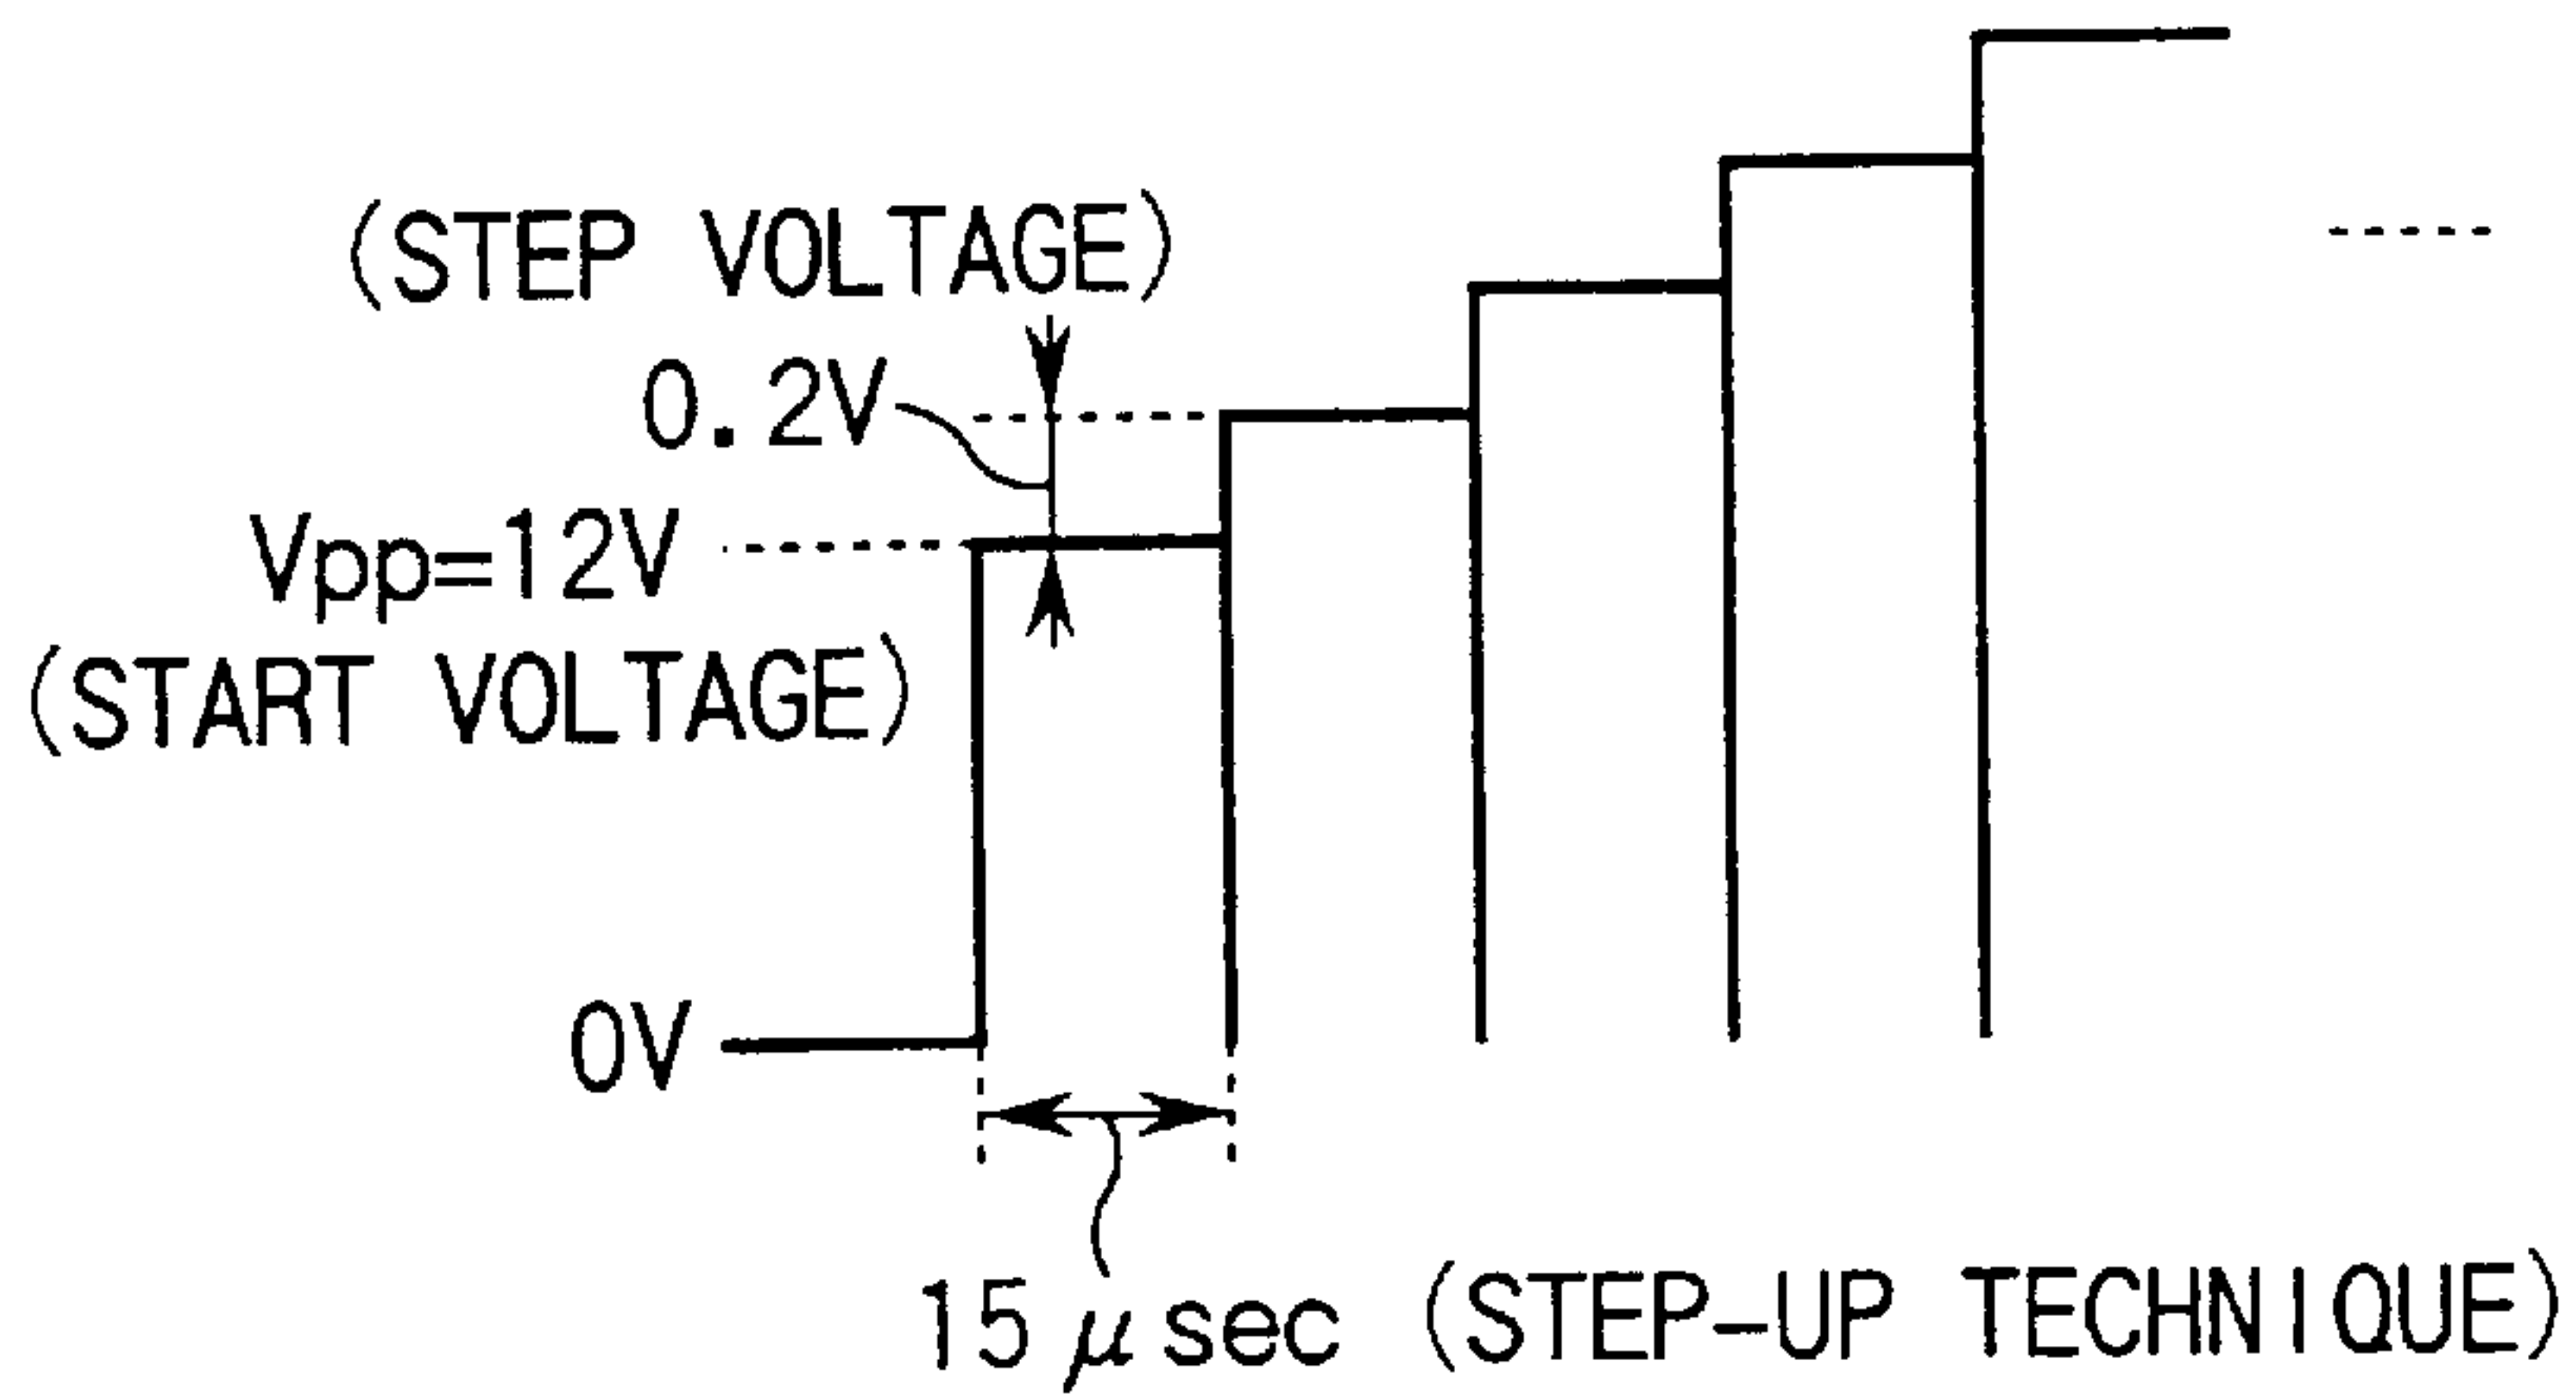 (STEP VOLTAGE)
0.2V
Vpp=12V
(START VOLTAGE)
0V
15μsec (STEP-UP TECHNIQUE)